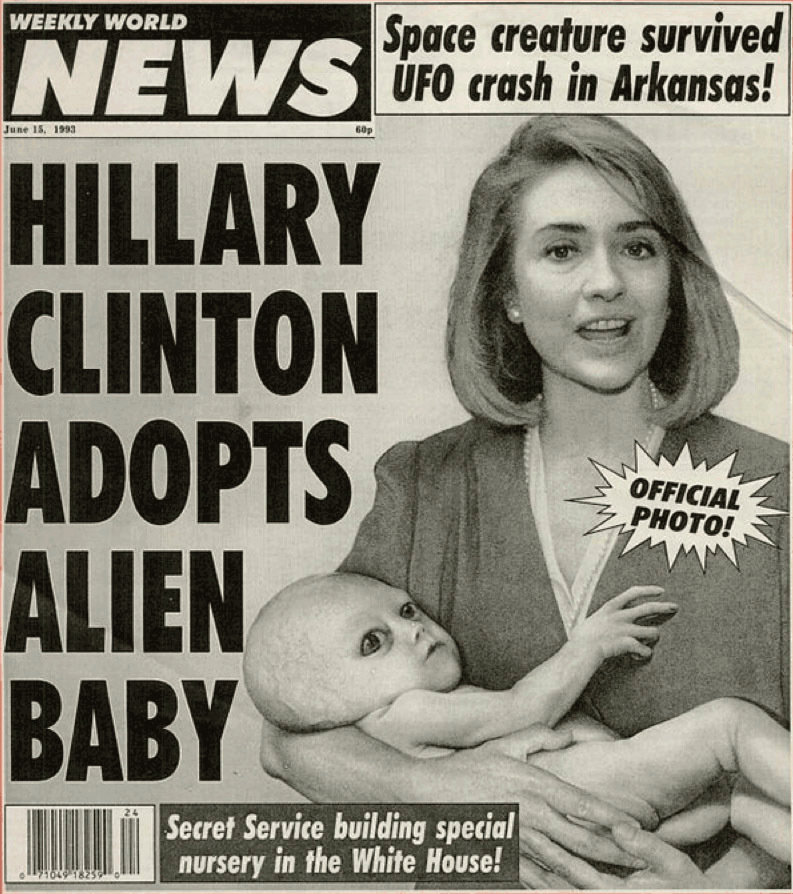 WEEKLY WORLD
NEWS
June 15, 1993 60p
Space creature survived
UFO crash in Arkansas!
HILLARY
CLINTON
ADOPTS
ALIEN
BABY
OFFICIAL
PHOTO!
24
0 71049 18259 0
Secret Service building special
nursery in the White House!